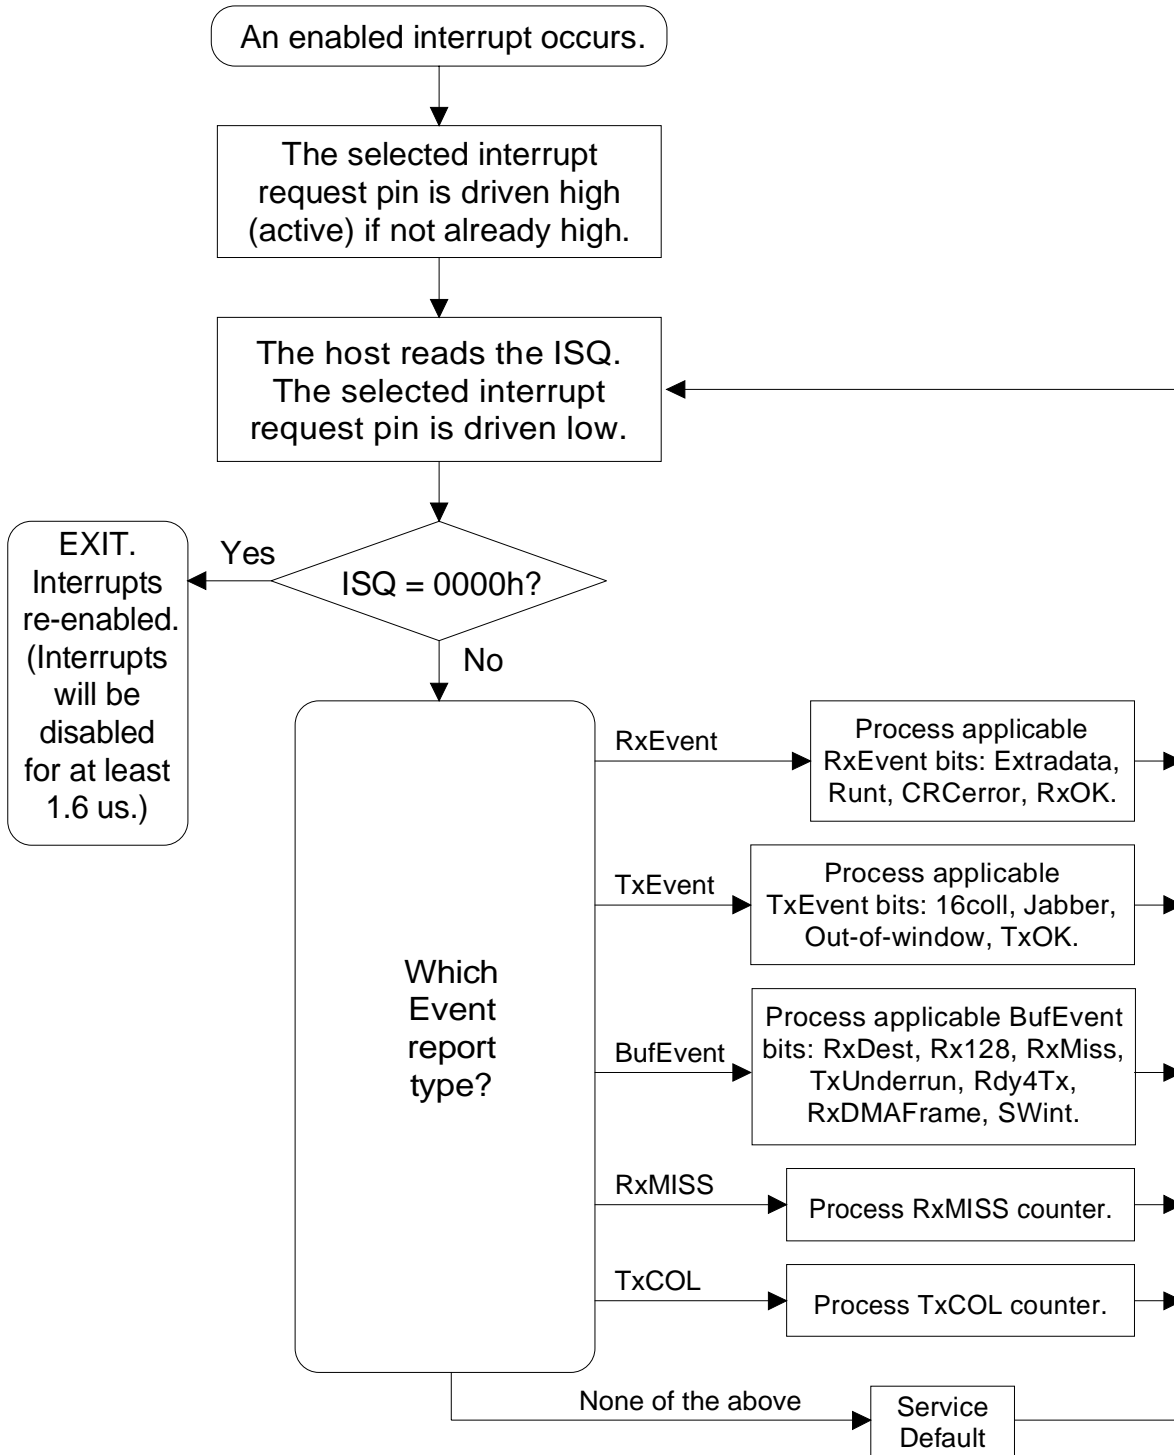 An enabled interrupt occurs.
The selected interrupt
request pin is driven high
(active) if not already high.
The host reads the ISQ.
The selected interrupt
request pin is driven low.
ISQ = 0000h?
Yes
EXIT.
Interrupts
re-enabled.
(Interrupts
will be
disabled
for at least
1.6 us.)
No
Which
Event
report
type?
RxEvent
Process applicable
RxEvent bits: Extradata,
Runt, CRCerror, RxOK.
TxEvent
Process applicable
TxEvent bits: 16coll, Jabber,
Out-of-window, TxOK.
BufEvent
Process applicable BufEvent
bits: RxDest, Rx128, RxMiss,
TxUnderrun, Rdy4Tx,
RxDMAFrame, SWint.
RxMISS
Process RxMISS counter.
TxCOL
Process TxCOL counter.
None of the above
Service
Default